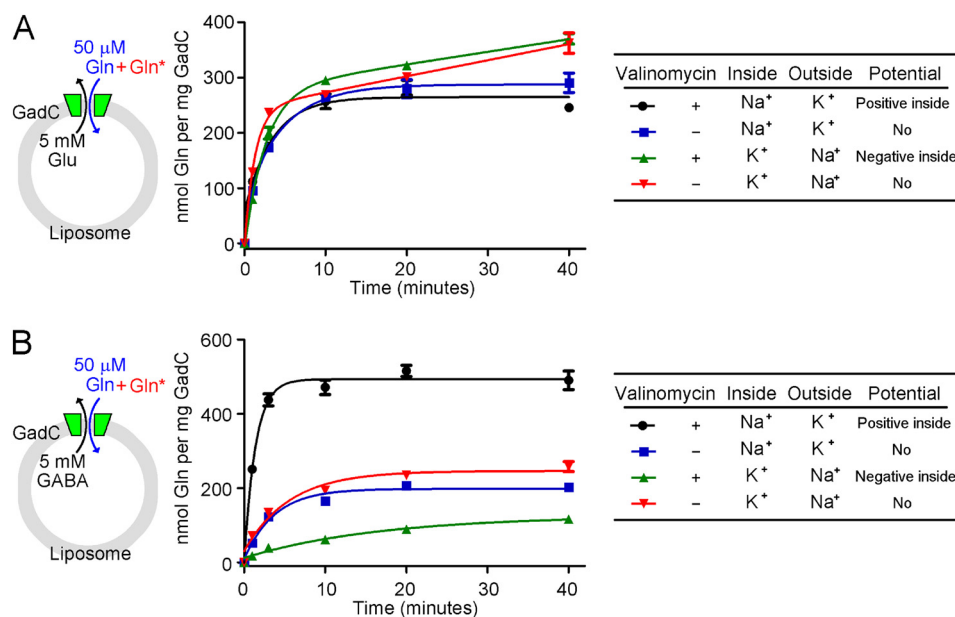 A
50 μM
Gln+Gln*
GadC
5 mM
Glu
Liposome
nmol Gln per mg GadC
400
300
200
100
0
0 10 20 30 40
Time (minutes)
Valinomycin Inside Outside Potential
+ Na+ K+ Positive inside
– Na+ K+ No
+ K+ Na+ Negative inside
– K+ Na+ No
B
50 μM
Gln+Gln*
GadC
5 mM
GABA
Liposome
nmol Gln per mg GadC
600
400
200
0
0 10 20 30 40
Time (minutes)
Valinomycin Inside Outside Potential
+ Na+ K+ Positive inside
– Na+ K+ No
+ K+ Na+ Negative inside
– K+ Na+ No